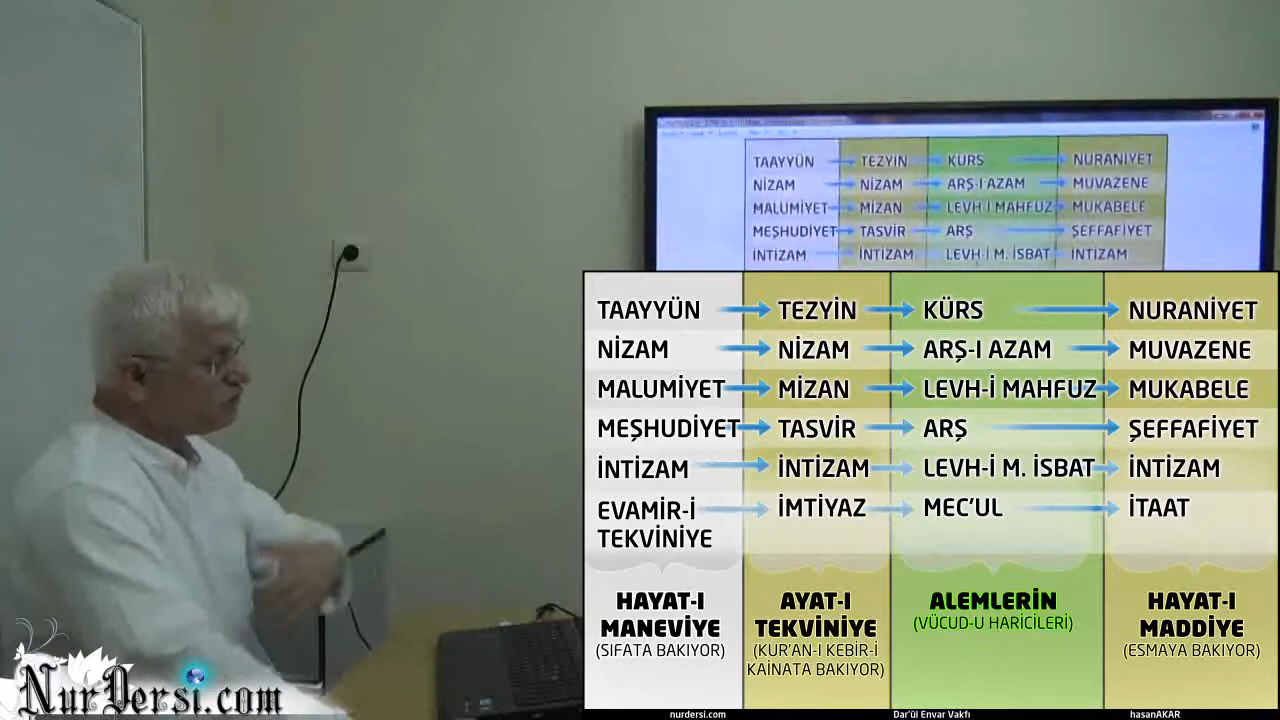 TAAYYÜN TEZYİN KÜRS NURANİYET
NİZAM NİZAM ARŞ-I AZAM MUVAZENE
MALUMİYET MİZAN LEVH-İ MAHFUZ MUKABELE
MEŞHUDİYET TASVİR ARŞ ŞEFFAFİYET
İNTİZAM İNTİZAM LEVH-İ M. İSBAT İNTİZAM
TAAYYÜN TEZYİN KÜRS NURANİYET
NİZAM NİZAM ARŞ-I AZAM MUVAZENE
MALUMİYET MİZAN LEVH-İ MAHFUZ MUKABELE
MEŞHUDİYET TASVİR ARŞ ŞEFFAFİYET
İNTİZAM İNTİZAM LEVH-İ M. İSBAT İNTİZAM
EVAMİR-İ TEKVİNİYE İMTİYAZ MEC'UL İTAAT
HAYAT-I
MANEVİYE
(SIFATA BAKIYOR)
AYAT-I
TEKVİNİYE
(KUR'AN-I KEBİR-İ
KAİNATA BAKIYOR)
ALEMLERİN
(VÜCUD-U HARİCİLERİ)
HAYAT-I
MADDİYE
(ESMAYA BAKIYOR)
NurDersi.com
nurdersi.com Dar'ül Envar Vakfı hasanAKAR